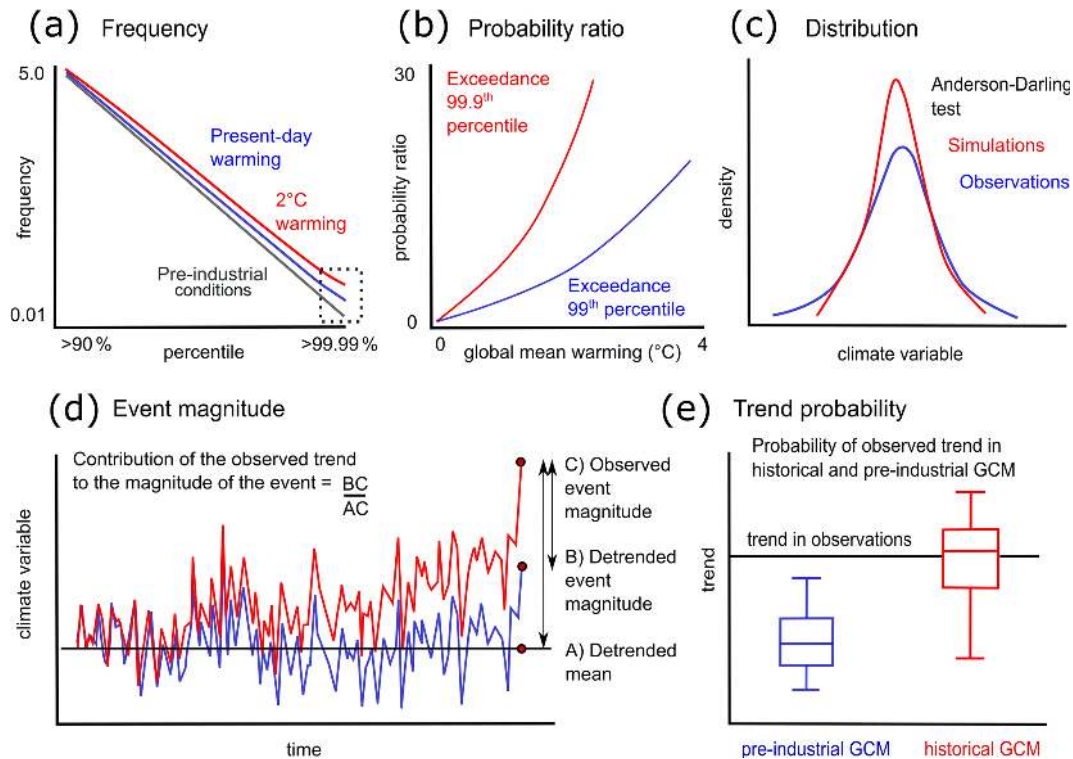 (a) Frequency
5.0
frequency
0.01
Present-day
warming
2°C
warming
Pre-industrial
conditions
>90 %
percentile
>99.99 %
(b) Probability ratio
30
probability ratio
0
Exceedance
99.9th
percentile
Exceedance
99th percentile
0
global mean warming (°C)
4
(c) Distribution
density
Anderson-Darling
test
Simulations
Observations
climate variable
(d) Event magnitude
Contribution of the observed trend
to the magnitude of the event = BC
AC
climate variable
C) Observed
event
magnitude
B) Detrended
event
magnitude
A) Detrended
mean
time
(e) Trend probability
Probability of observed trend in
historical and pre-industrial GCM
trend in observations
trend
pre-industrial GCM
historical GCM